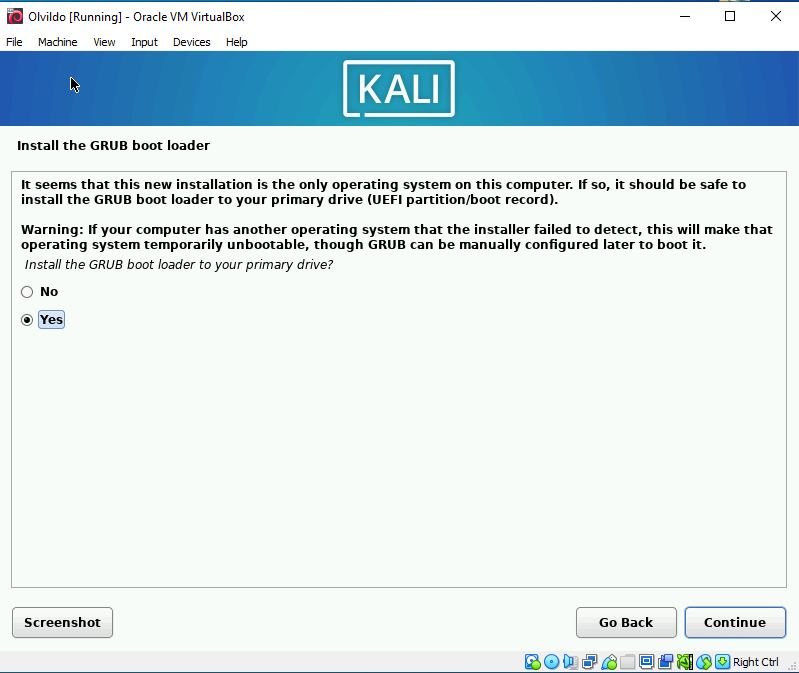 Olvildo [Running] - Oracle VM VirtualBox
File Machine View Input Devices Help
KALI
Install the GRUB boot loader
It seems that this new installation is the only operating system on this computer. If so, it should be safe to
install the GRUB boot loader to your primary drive (UEFI partition/boot record).
Warning: If your computer has another operating system that the installer failed to detect, this will make that
operating system temporarily unbootable, though GRUB can be manually configured later to boot it.
Install the GRUB boot loader to your primary drive?
No
Yes
Screenshot Go Back Continue
Right Ctrl